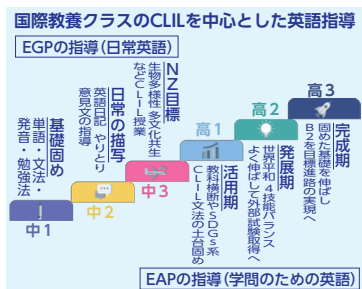 国際教養クラスのCLILを中心とした英語指導
EGPの指導（日常英語）
基礎固め
単語・文法・
発音・勉強法
中1
日常の描写
英語日記 やりとり
意見文の指導
中2
NZ目標
生物多様性 多文化共生
などCLIL授業
中3
高1
活用期
教科横断やSDGs系
CLIL文法の土台固め
高2
発展期
世界平和 4技能バランス
よく伸ばして外部試験取得へ
高3
完成期
固めた基礎を伸ばし
B2を目標進路の実現へ
EAPの指導（学問のための英語）